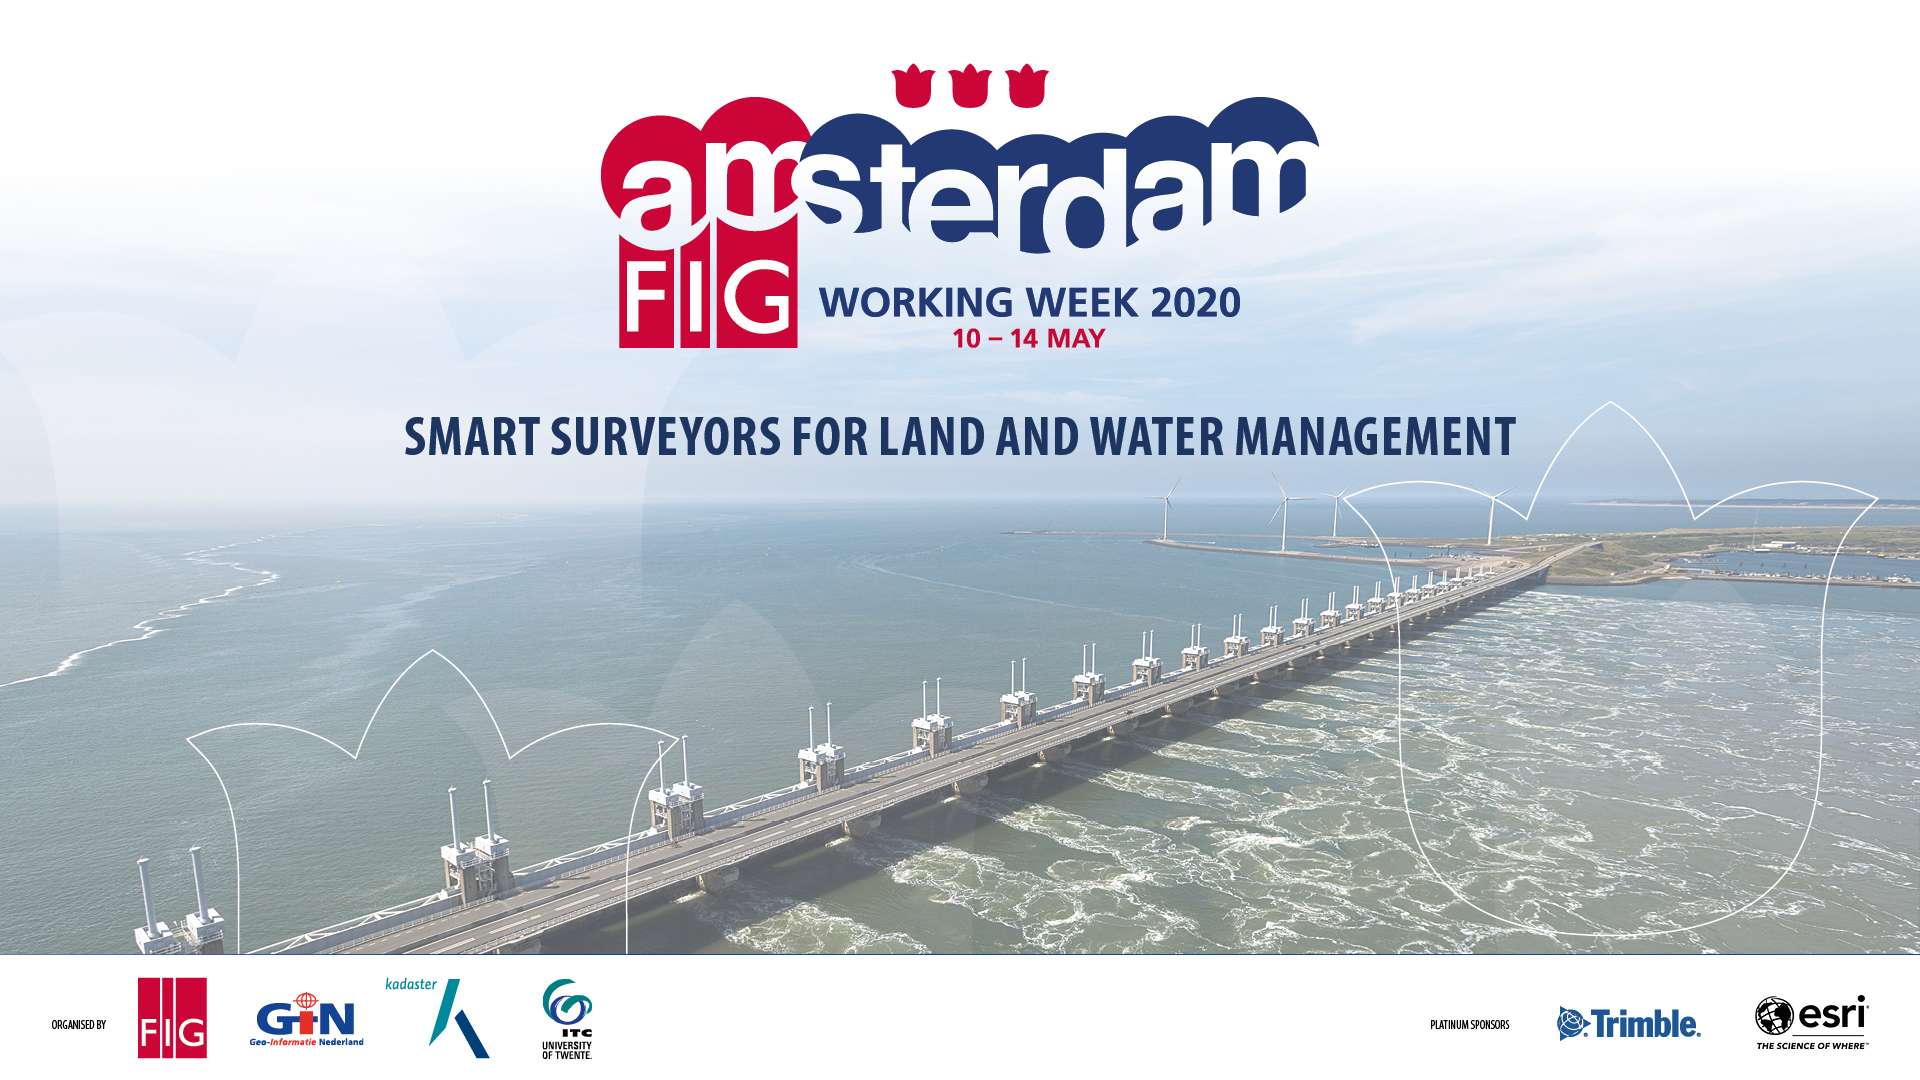 amsterdam
FIG
WORKING WEEK 2020
10 – 14 MAY
SMART SURVEYORS FOR LAND AND WATER MANAGEMENT
ORGANISED BY
FIG
GiN
Geo-Informatie Nederland
kadaster
ITC
UNIVERSITY
OF TWENTE.
PLATINUM SPONSORS
Trimble®
esri®
THE SCIENCE OF WHERE™